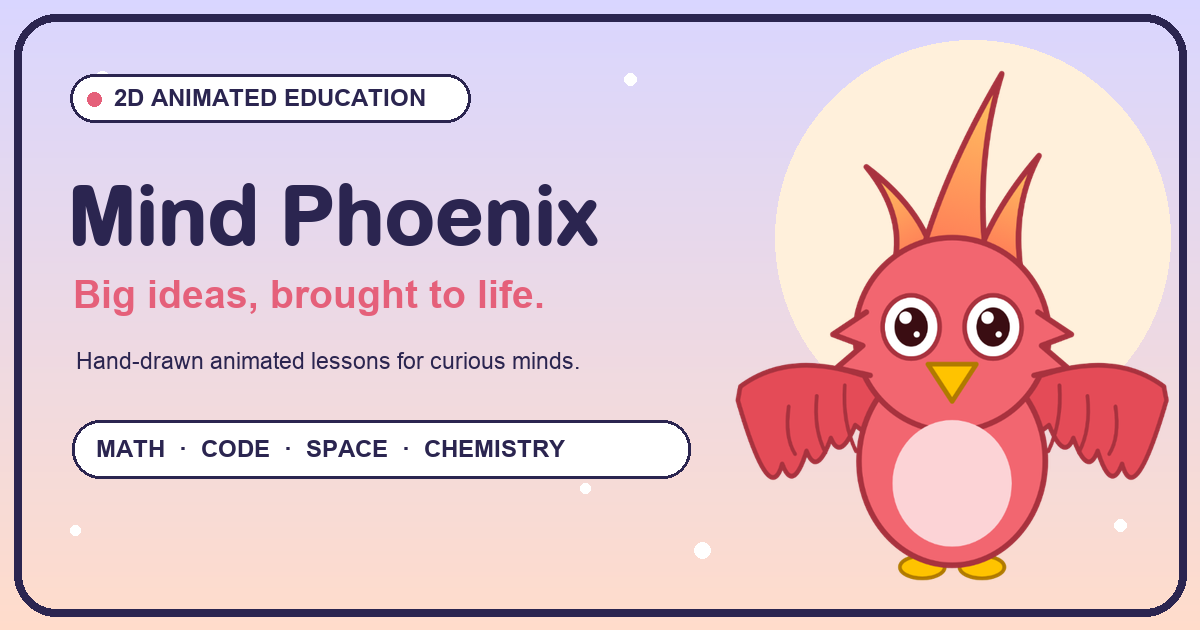 2D ANIMATED EDUCATION
Mind Phoenix
Big ideas, brought to life.
Hand-drawn animated lessons for curious minds.
MATH · CODE · SPACE · CHEMISTRY